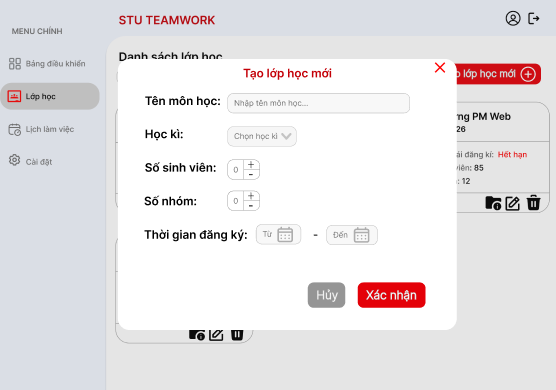 STU TEAMWORK
MENU CHÍNH
Bảng điều khiển
Lớp học
Lịch làm việc
Cài đặt
Danh sách lớp học
lớp học mới
Tạo lớp học mới
Tên môn học:
Nhập tên môn học...
Học kì:
Chọn học kì
Số sinh viên:
0
+
-
Số nhóm:
0
+
-
Thời gian đăng ký:
Từ
-
Đến
Hủy
Xác nhận
PM Web
26
đăng kí: Hết hạn
viên: 85
: 12